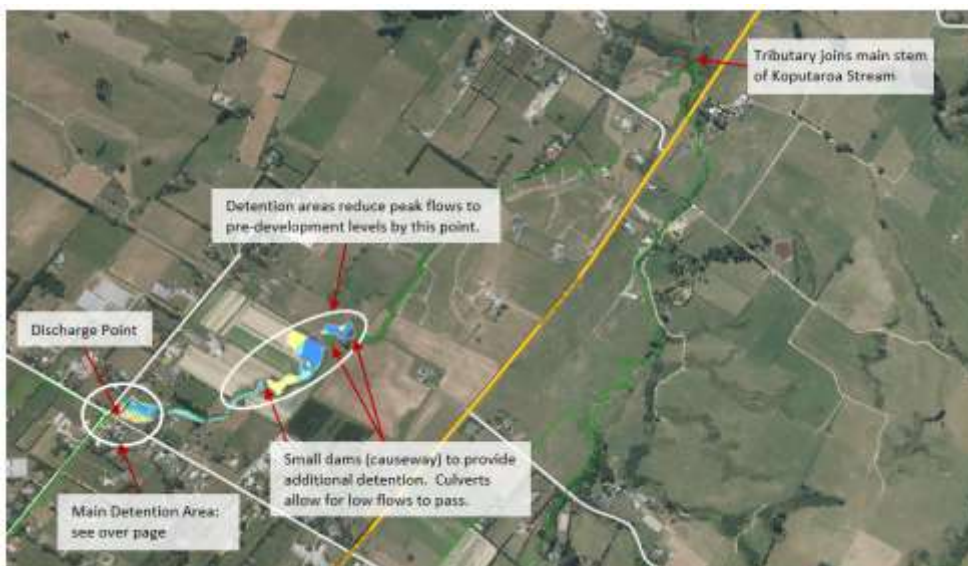 Tributary joins main stem
of Koputaroa Stream
Detention areas reduce peak flows to
pre-development levels by this point.
Discharge Point
Small dams (causeway) to provide
additional detention. Culverts
allow for low flows to pass.
Main Detention Area:
see over page